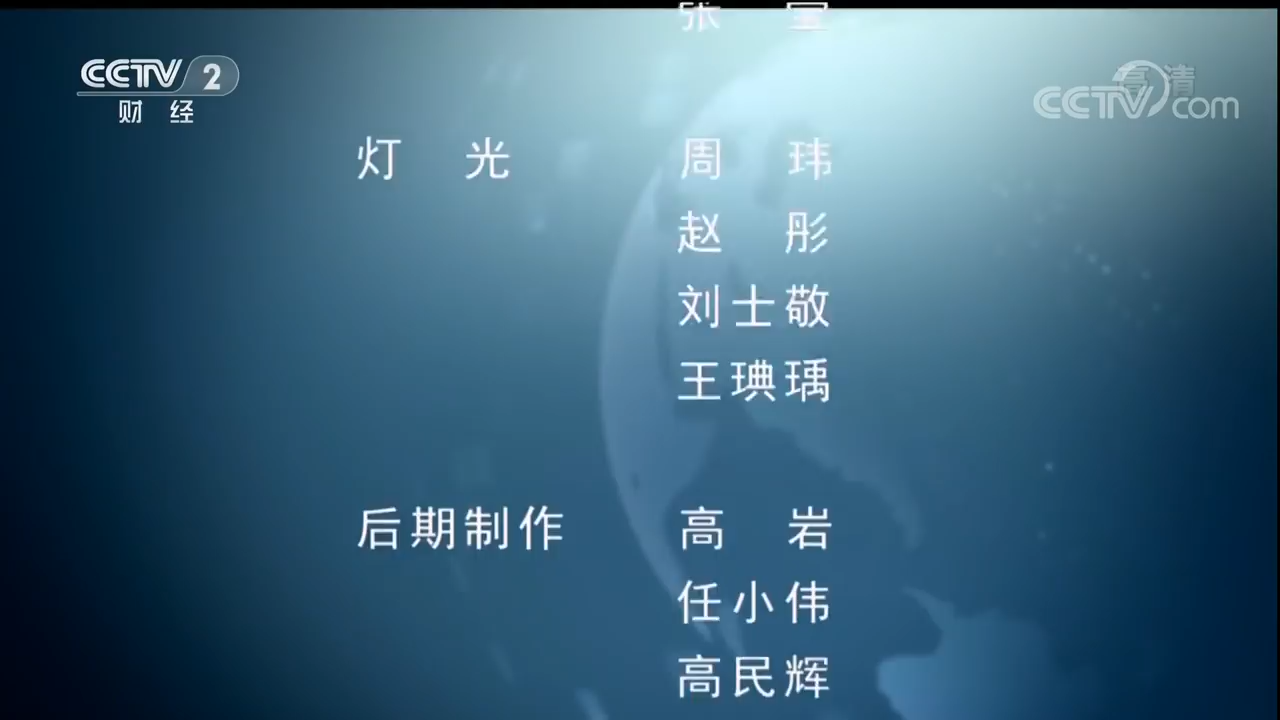 CCTV 2
财 经
高清
CCTV.com
灯 光 周 玮
赵 彤
刘士敬
王琠瑀
后期制作 高 岩
任小伟
高民辉